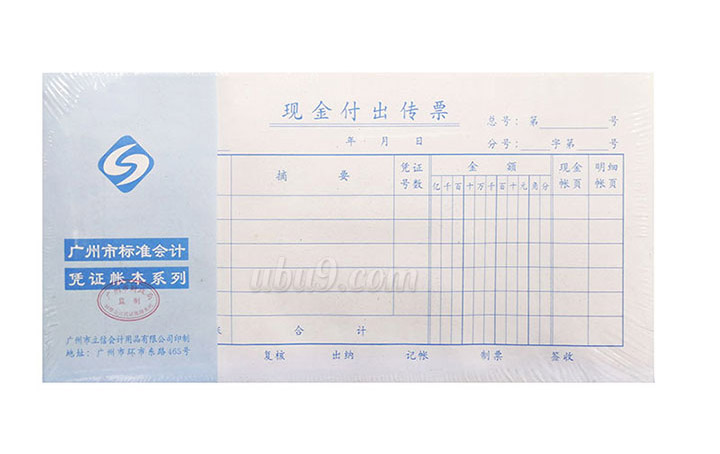 现金付出传票
总号：第 号
年 月 日
分号： 字第 号
摘要
凭证号数
金额
亿千百十万千百十元角分
现金帐页
明细帐页
合计
复核 出纳 记帐 制票 签收
广州市标准会计
凭证帐本系列
监制
广州市立信会计用品有限公司印制
地址：广州市环市东路465号
ubu9.com